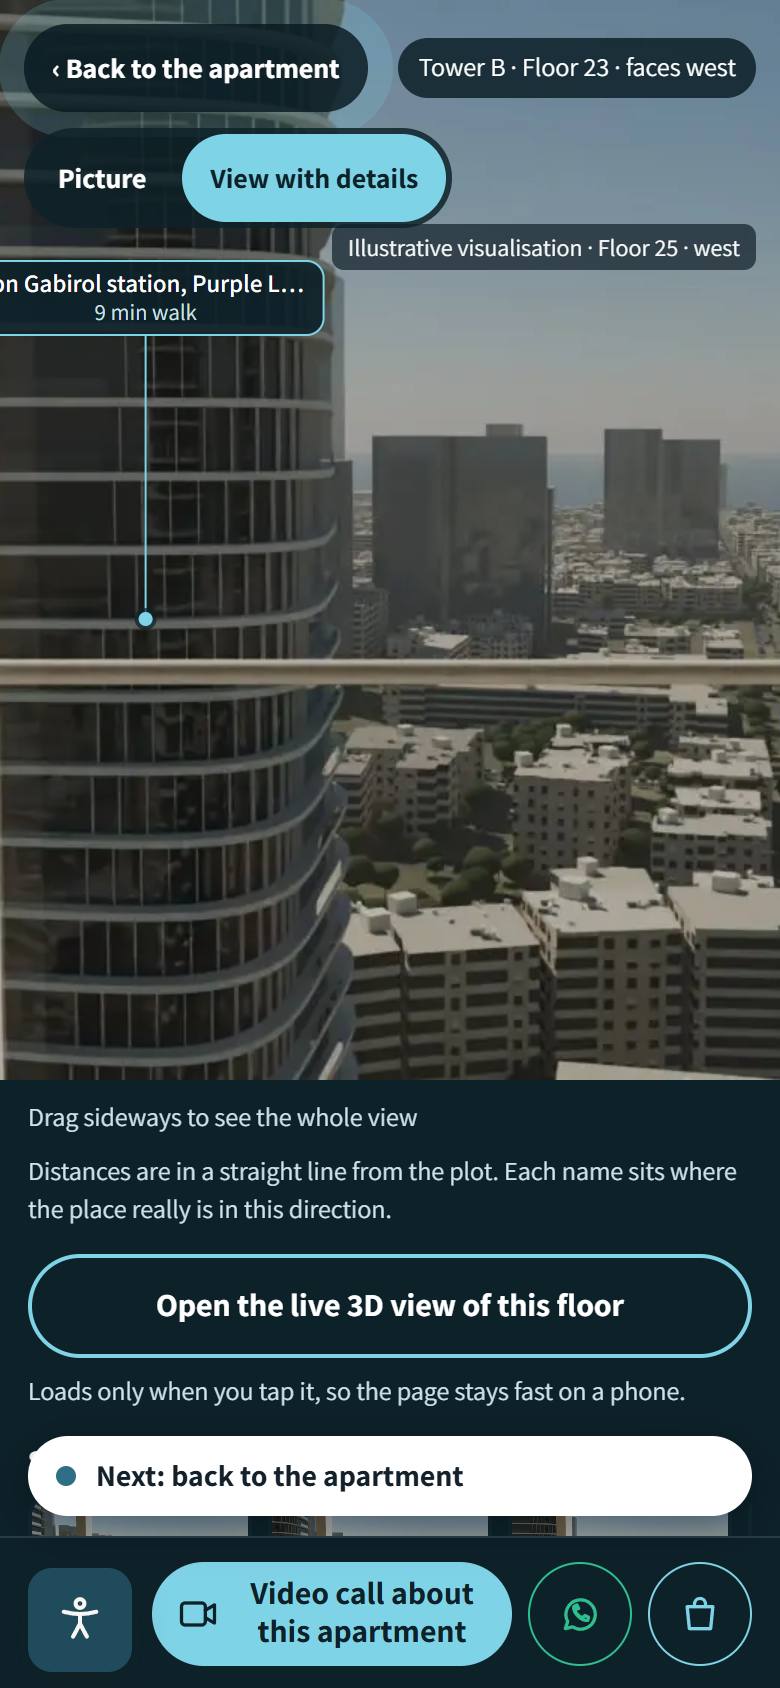 ‹ Back to the apartment
Tower B · Floor 23 · faces west
Picture
View with details
Illustrative visualisation · Floor 25 · west
Gabirol station, Purple L…
9 min walk
Drag sideways to see the whole view
Distances are in a straight line from the plot. Each name sits where
the place really is in this direction.
Open the live 3D view of this floor
Loads only when you tap it, so the page stays fast on a phone.
Next: back to the apartment
Video call about
this apartment